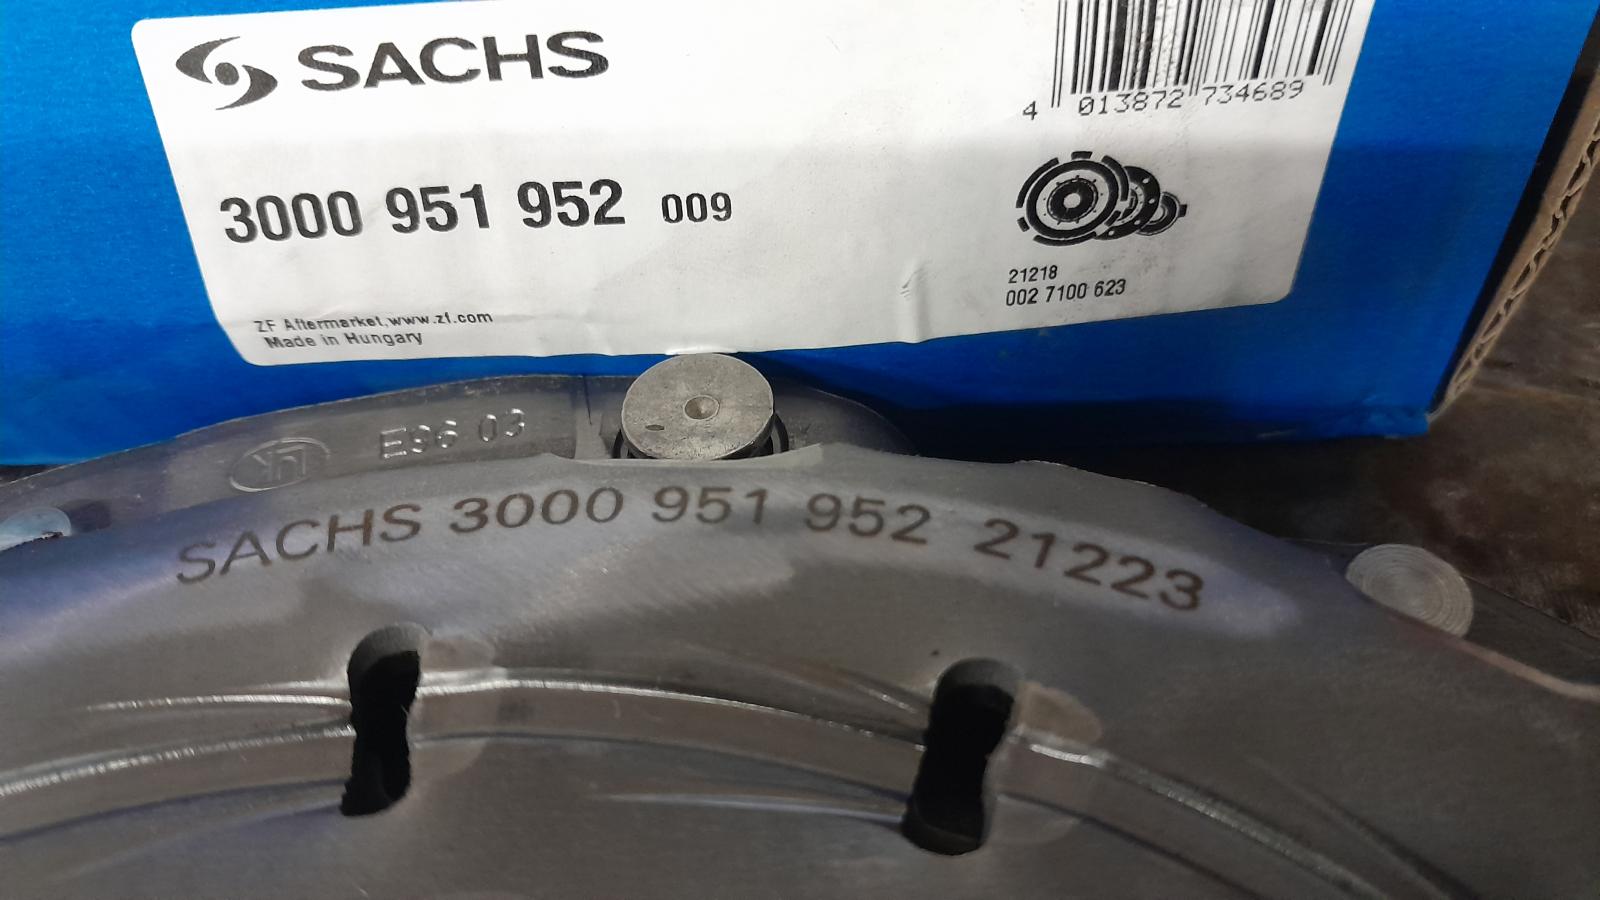 SACHS
4 013872 734689
3000 951 952 009
21218
002 7100 623
ZF Aftermarket,www.zf.com
Made in Hungary
E96 03
SACHS 3000 951 952 21223